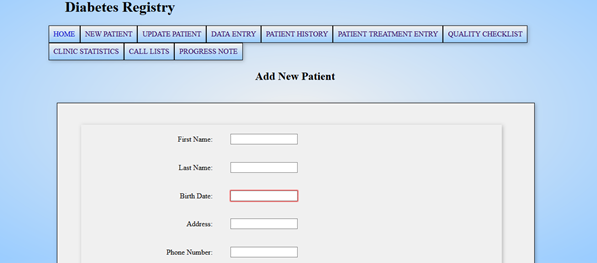 Diabetes Registry
HOME NEW PATIENT UPDATE PATIENT DATA ENTRY PATIENT HISTORY PATIENT TREATMENT ENTRY QUALITY CHECKLIST
CLINIC STATISTICS CALL LISTS PROGRESS NOTE
Add New Patient
First Name:
Last Name:
Birth Date:
Address:
Phone Number: